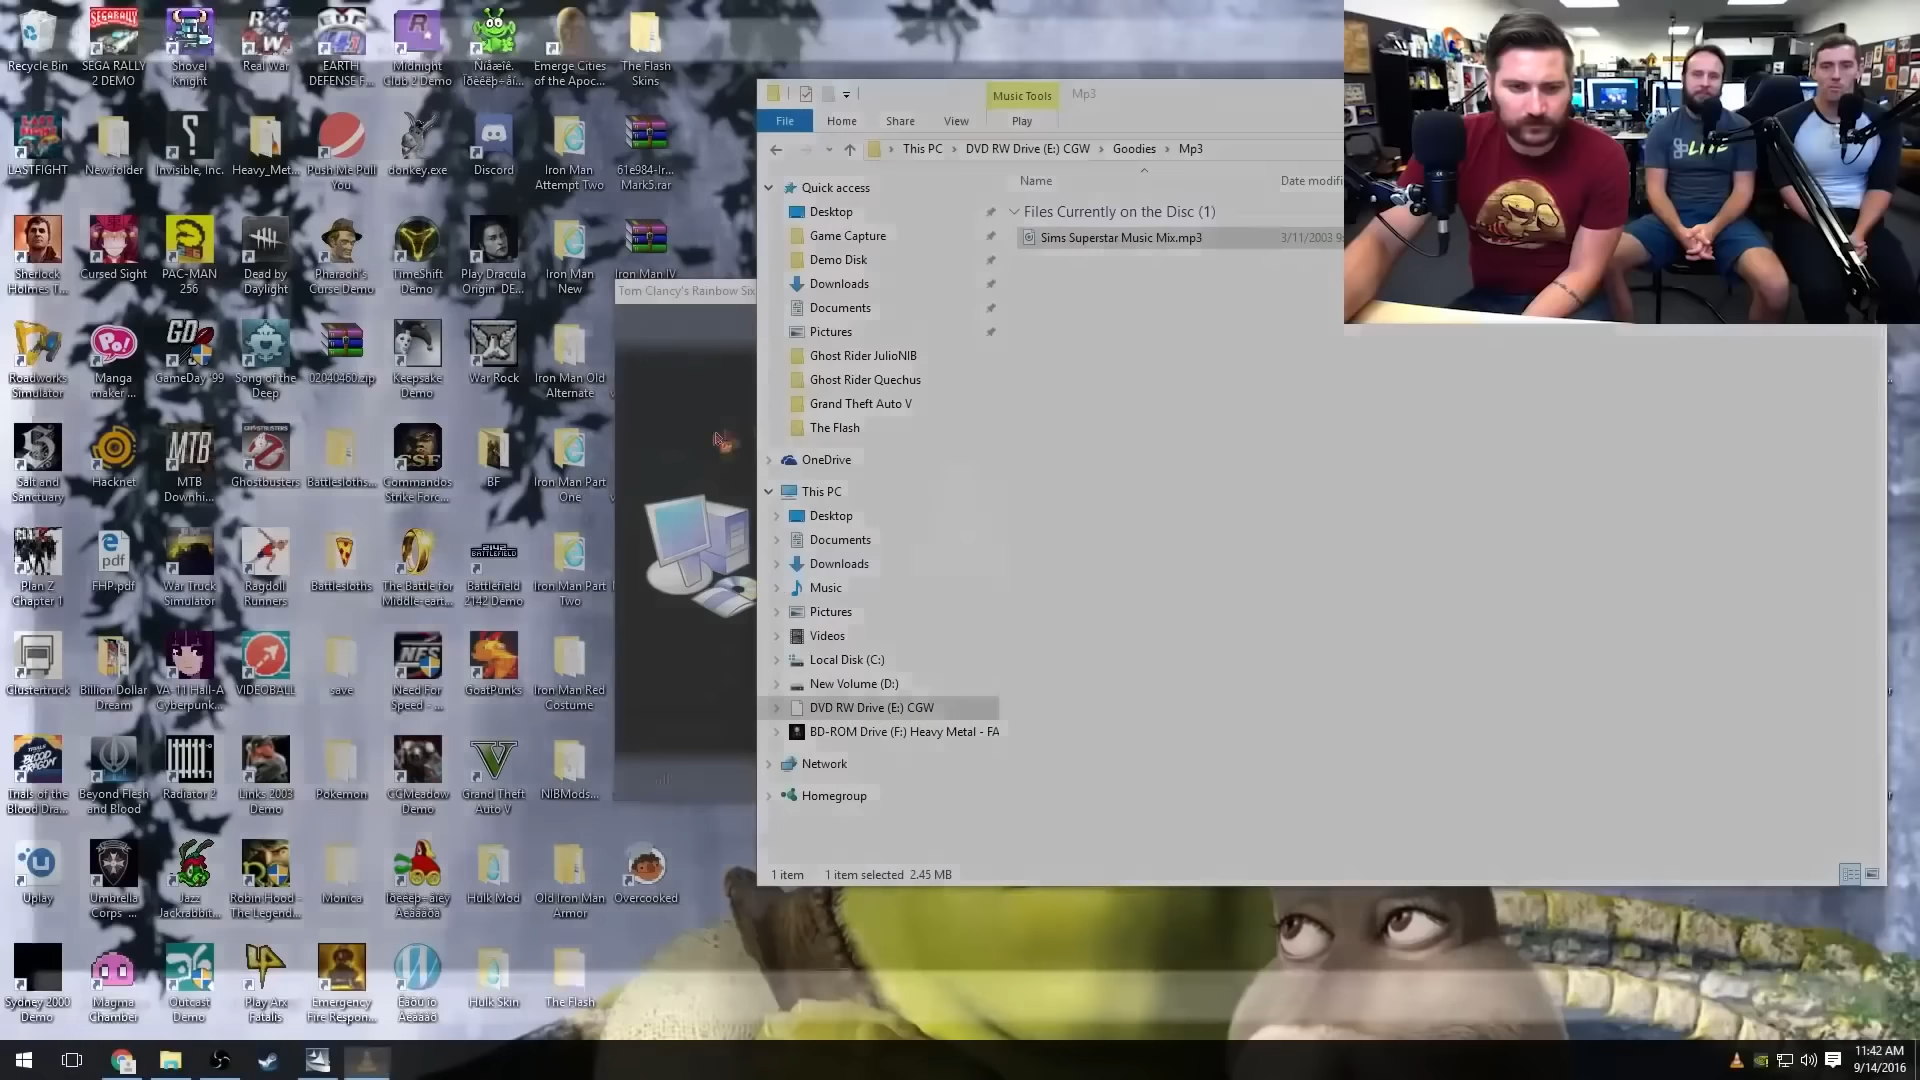 Recycle Bin
SEGA RALLY
2 DEMO
Shovel
Knight
Real War
EARTH
DEFENSE F...
Midnight
Club 2 Demo
Emerge Cities
of the Apoc...
The Flash
Skins
LASTFIGHT
New folder
Invisible, Inc.
Heavy_Met...
Push Me Pull
You
donkey.exe
Discord
Iron Man
Attempt Two
61e984-Ir...
Mark5.rar
Sherlock
Holmes T...
Cursed Sight
PAC-MAN
256
Dead by
Daylight
Pharaoh's
Curse Demo
TimeShift
Demo
Play Dracula
Origin_DE...
Iron Man
New
Iron Man IV
Roadworks
Simulator
Manga
maker ...
GameDay '99
Song of the
Deep
02040460.zip
Keepsake
Demo
War Rock
Iron Man Old
Alternate
Salt and
Sanctuary
Hacknet
MTB
Downhi...
Ghostbusters
Battlesloths...
Commandos
Strike Forc...
BF
Iron Man Part
One
Plan Z
Chapter 1
FHP.pdf
War Truck
Simulator
Ragdoll
Runners
Battlesloths
The Battle for
Middle-eart...
Battlefield
2142 Demo
Iron Man Part
Two
Clustertruck
Billion Dollar
Dream
VA-11 Hall-A
Cyberpunk...
VIDEOBALL
save
Need For
Speed - ...
GoatPunks
Iron Man Red
Costume
Trials of the
Blood Dra...
Beyond Flesh
and Blood
Radiator 2
Links 2003
Demo
Pokemon
CCMeadow
Demo
Grand Theft
Auto V
NIBMods...
Uplay
Umbrella
Corps ...
Jazz
Jackrabbit...
Robin Hood -
The Legend...
Monica
Hulk Mod
Old Iron Man
Armor
Overcooked
Sydney 2000
Demo
Magma
Chamber
Outcast
Demo
Play Arx
Fatalis
Emergency
Fire Respon...
Hulk Skin
The Flash
Tom Clancy's Rainbow Six
Music Tools
Mp3
File
Home
Share
View
Play
This PC
DVD RW Drive (E:) CGW
Goodies
Mp3
Name
Date modifi
Files Currently on the Disc (1)
Sims Superstar Music Mix.mp3
3/11/2003 9:
Quick access
Desktop
Game Capture
Demo Disk
Downloads
Documents
Pictures
Ghost Rider JulioNIB
Ghost Rider Quechus
Grand Theft Auto V
The Flash
OneDrive
This PC
Desktop
Documents
Downloads
Music
Pictures
Videos
Local Disk (C:)
New Volume (D:)
DVD RW Drive (E:) CGW
BD-ROM Drive (F:) Heavy Metal - FA
Network
Homegroup
1 item
1 item selected 2.45 MB
11:42 AM
9/14/2016